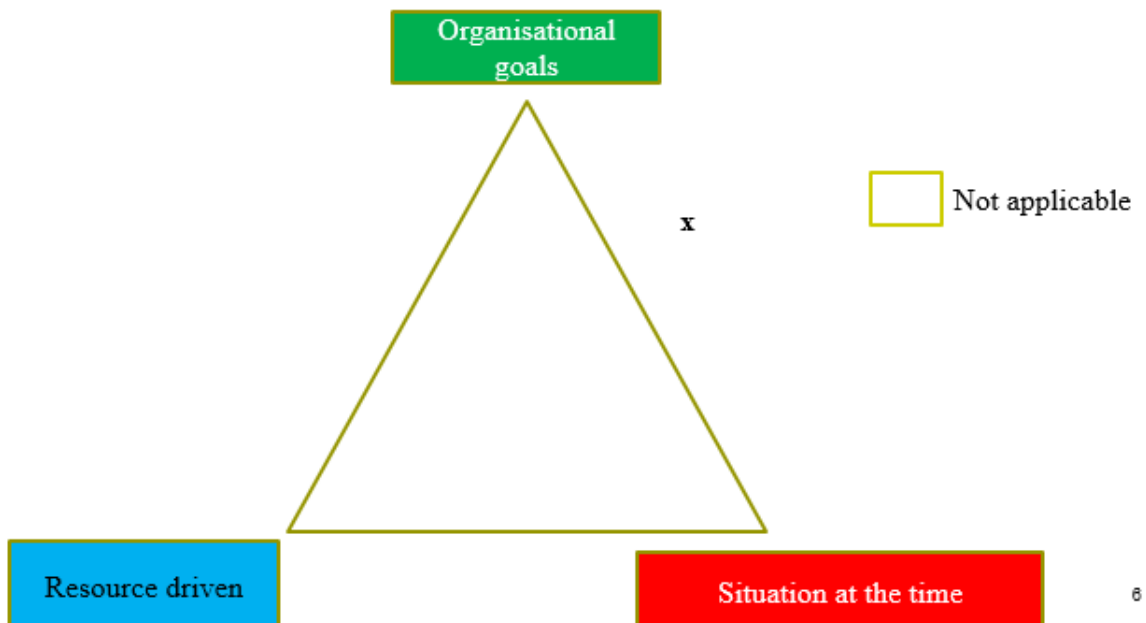 Organisational
goals
x
Not applicable
Resource driven
Situation at the time
6